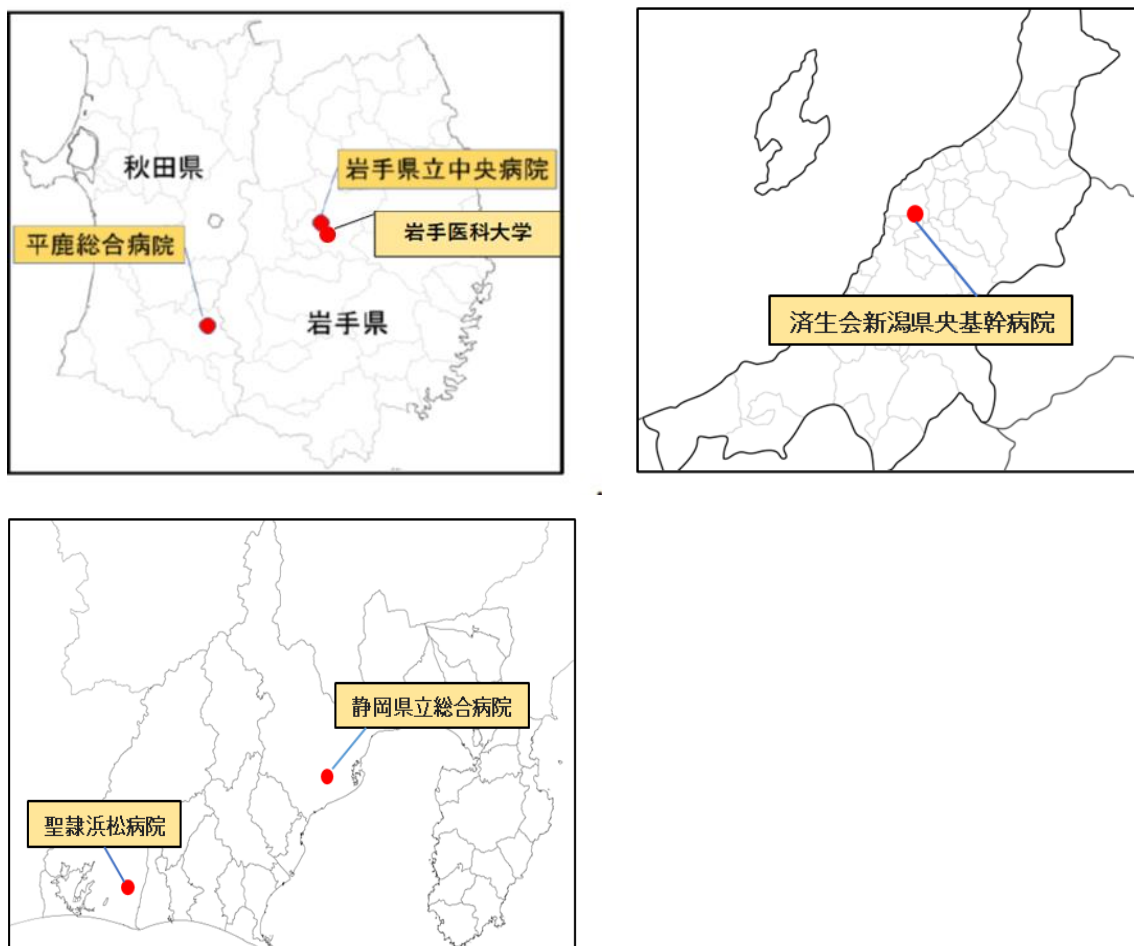 秋田県
岩手県立中央病院
岩手医科大学
平鹿総合病院
岩手県
済生会新潟県央基幹病院
静岡県立総合病院
聖隷浜松病院